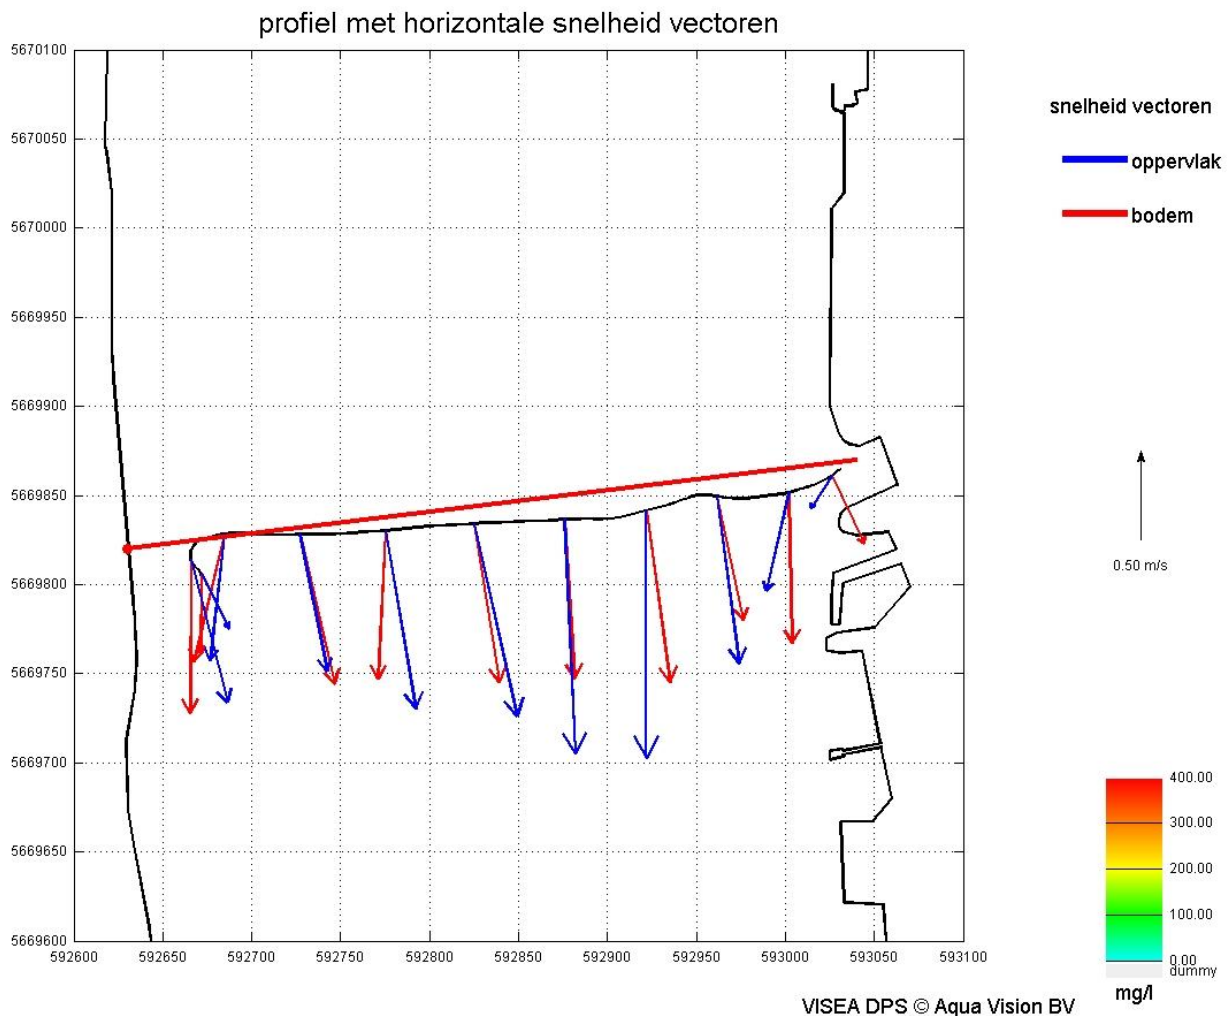 profiel met horizontale snelheid vectoren
5670100
5670050
5670000
5669950
5669900
5669850
5669800
5669750
5669700
5669650
5669600
592600 592650 592700 592750 592800 592850 592900 592950 593000 593050 593100
snelheid vectoren
oppervlak
bodem
0.50 m/s
400.00
300.00
200.00
100.00
0.00
dummy
mg/l
VISEA DPS © Aqua Vision BV